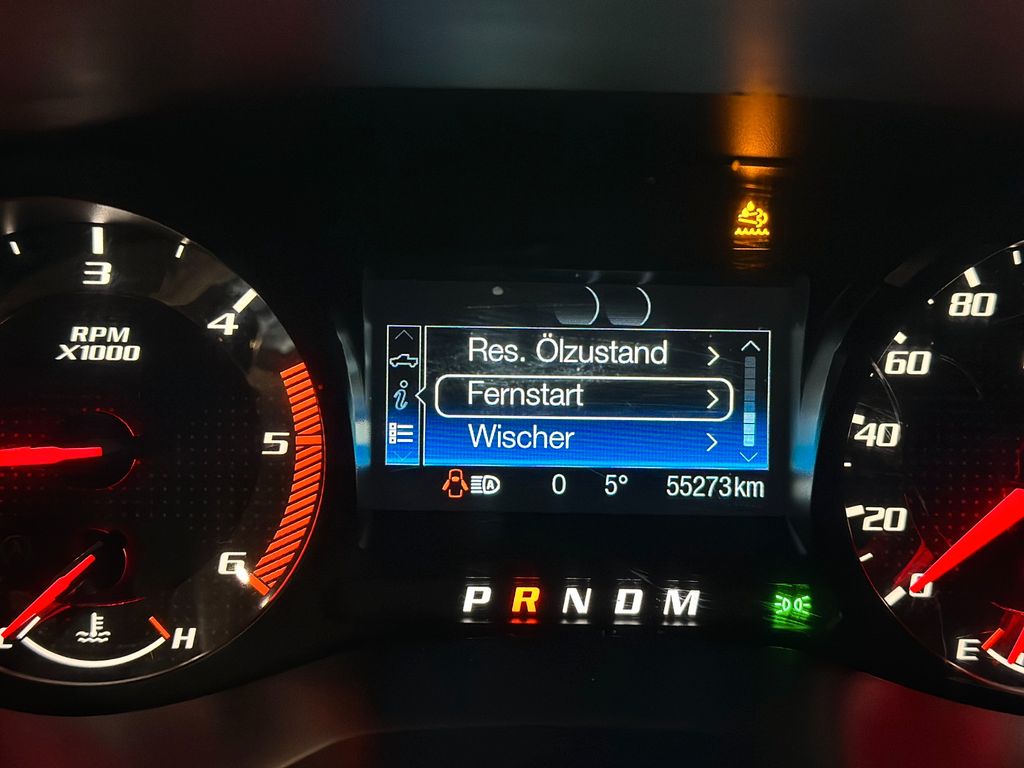 3
4
RPM
X1000
5
6
H
Res. Ölzustand
Fernstart
i
Wischer
A
0 5° 55273km
P R N D M
80
60
40
20
0
E